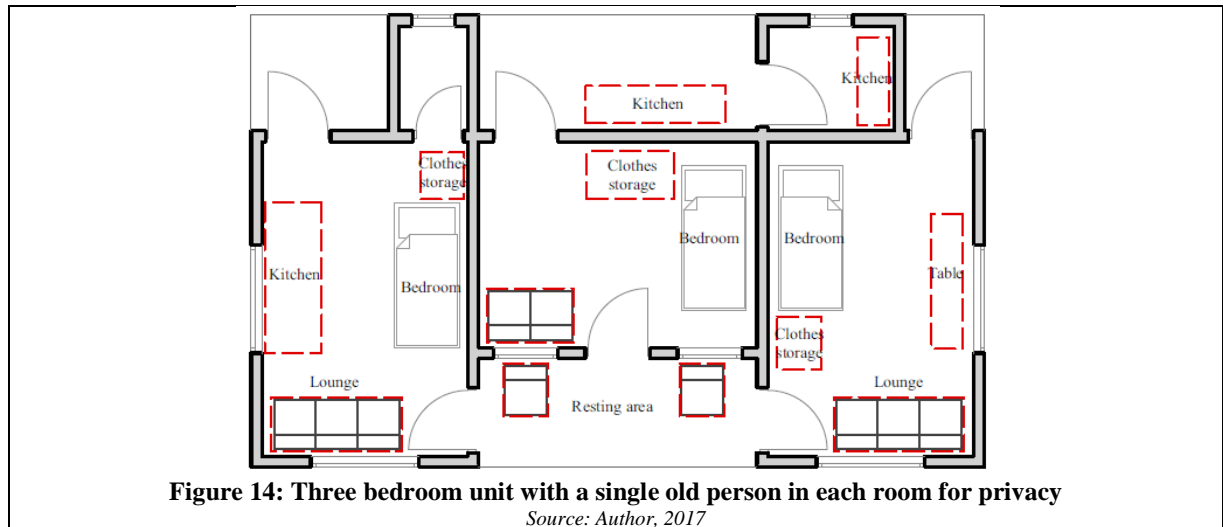 Kitchen
Kitchen
Clothes
storage
Clothes
storage
Bedroom
Bedroom
Kitchen
Bedroom
Table
Clothes
storage
Lounge
Resting area
Lounge
Figure 14: Three bedroom unit with a single old person in each room for privacy
Source: Author, 2017